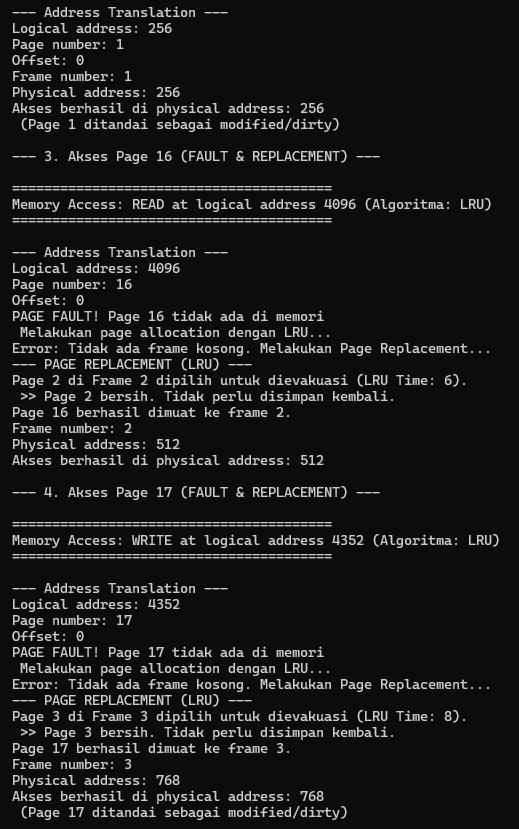 --- Address Translation ---
Logical address: 256
Page number: 1
Offset: 0
Frame number: 1
Physical address: 256
Akses berhasil di physical address: 256
 (Page 1 ditandai sebagai modified/dirty)

--- 3. Akses Page 16 (FAULT & REPLACEMENT) ---

========================================
Memory Access: READ at logical address 4096 (Algoritma: LRU)
========================================

--- Address Translation ---
Logical address: 4096
Page number: 16
Offset: 0
PAGE FAULT! Page 16 tidak ada di memori
 Melakukan page allocation dengan LRU...
Error: Tidak ada frame kosong. Melakukan Page Replacement...
--- PAGE REPLACEMENT (LRU) ---
Page 2 di Frame 2 dipilih untuk dievakuasi (LRU Time: 6).
 >> Page 2 bersih. Tidak perlu disimpan kembali.
Page 16 berhasil dimuat ke frame 2.
Frame number: 2
Physical address: 512
Akses berhasil di physical address: 512

--- 4. Akses Page 17 (FAULT & REPLACEMENT) ---

========================================
Memory Access: WRITE at logical address 4352 (Algoritma: LRU)
========================================

--- Address Translation ---
Logical address: 4352
Page number: 17
Offset: 0
PAGE FAULT! Page 17 tidak ada di memori
 Melakukan page allocation dengan LRU...
Error: Tidak ada frame kosong. Melakukan Page Replacement...
--- PAGE REPLACEMENT (LRU) ---
Page 3 di Frame 3 dipilih untuk dievakuasi (LRU Time: 8).
 >> Page 3 bersih. Tidak perlu disimpan kembali.
Page 17 berhasil dimuat ke frame 3.
Frame number: 3
Physical address: 768
Akses berhasil di physical address: 768
 (Page 17 ditandai sebagai modified/dirty)